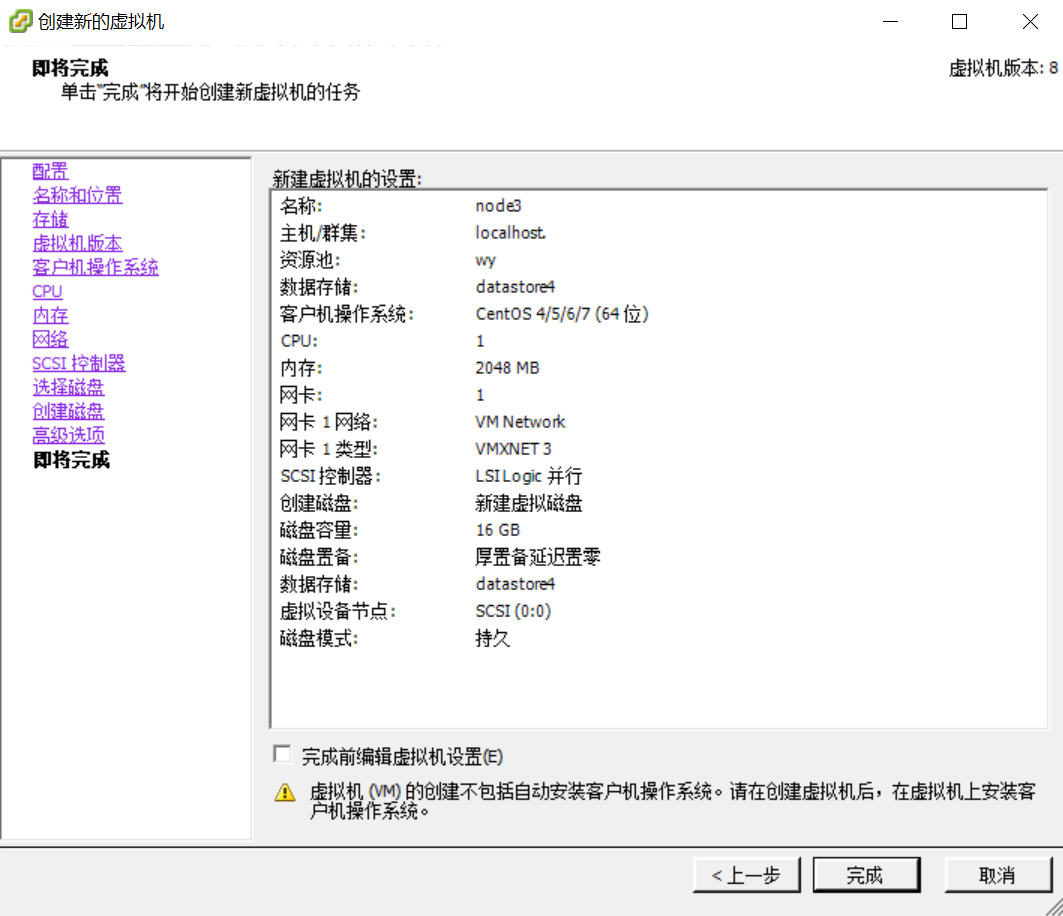 创建新的虚拟机
即将完成
单击"完成"将开始创建新虚拟机的任务
虚拟机版本: 8
配置
名称和位置
存储
虚拟机版本
客户机操作系统
CPU
内存
网络
SCSI 控制器
选择磁盘
创建磁盘
高级选项
即将完成
新建虚拟机的设置:
名称: node3
主机/群集: localhost.
资源池: wy
数据存储: datastore4
客户机操作系统: CentOS 4/5/6/7 (64 位)
CPU: 1
内存: 2048 MB
网卡: 1
网卡 1 网络: VM Network
网卡 1 类型: VMXNET 3
SCSI 控制器: LSI Logic 并行
创建磁盘: 新建虚拟磁盘
磁盘容量: 16 GB
磁盘置备: 厚置备延迟置零
数据存储: datastore4
虚拟设备节点: SCSI (0:0)
磁盘模式: 持久
完成前编辑虚拟机设置(E)
虚拟机 (VM) 的创建不包括自动安装客户机操作系统。请在创建虚拟机后，在虚拟机上安装客
户机操作系统。
< 上一步
完成
取消